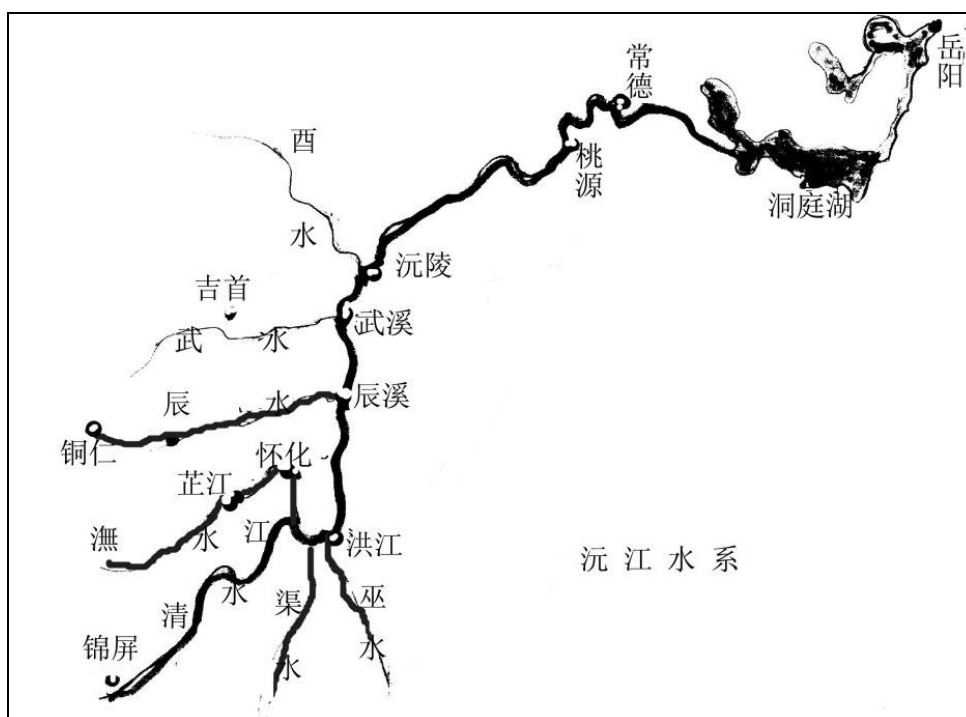 岳阳
常德
桃源
洞庭湖
酉水
沅陵
吉首
武溪
武水
辰溪
辰水
铜仁
怀化
芷江
潕水
洪江
清水江
渠水
巫水
锦屏
沅江水系